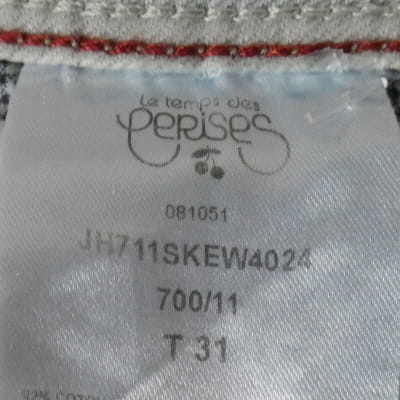 le temps des
cerises
081051
JH711SKEW4024
700/11
T 31